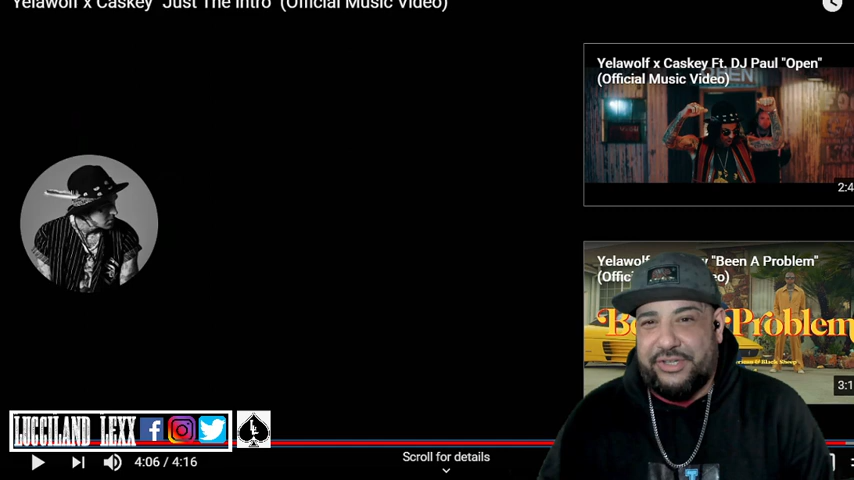 Yelawolf x Caskey "Just The Intro" (Official Music Video)
Yelawolf x Caskey Ft. DJ Paul "Open"
(Official Music Video)
OPEN
2:4
Yelawolf "Been A Problem"
Problem
3:1
LUCCILAND LEXX
4:06 / 4:16
Scroll for details